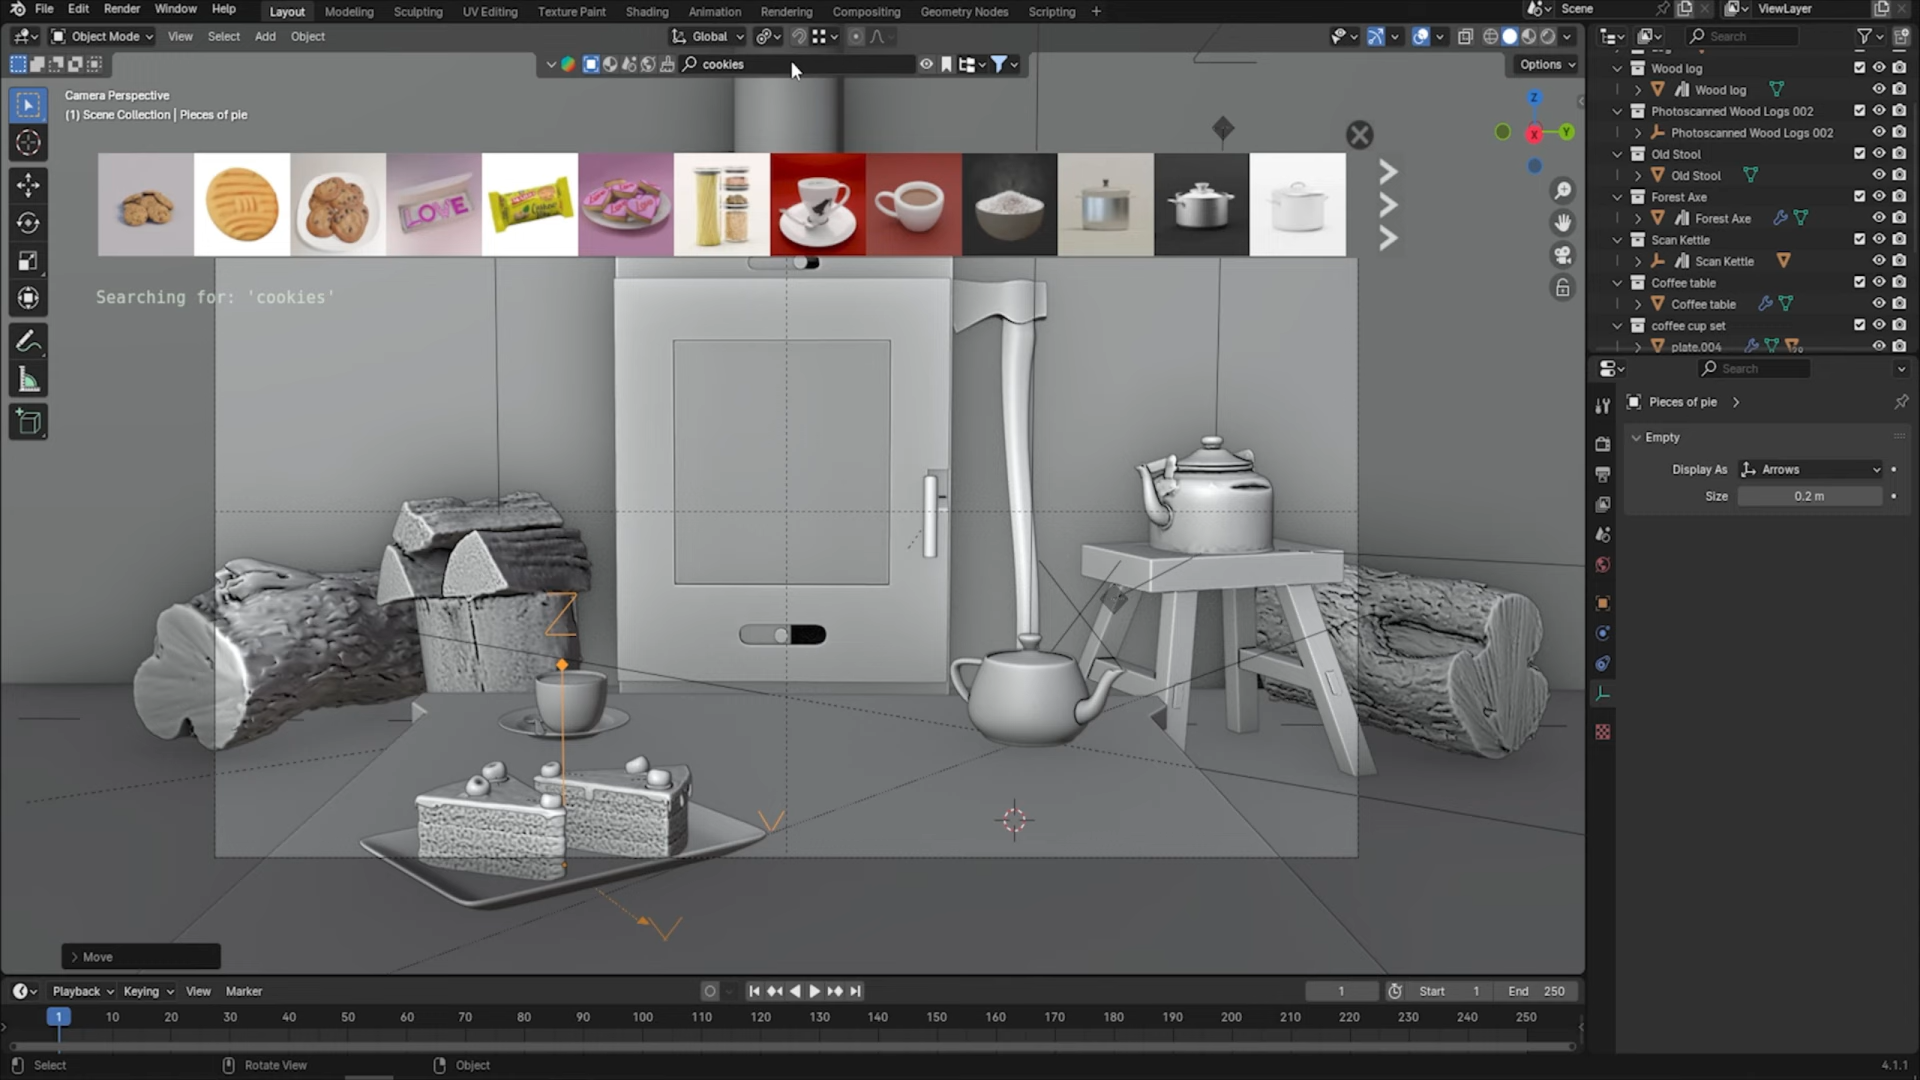 File Edit Render Window Help Layout Modeling Sculpting UV Editing Texture Paint Shading Animation Rendering Compositing Geometry Nodes Scripting + Scene ViewLayer
Object Mode View Select Add Object Global Search
cookies Options
Camera Perspective
(1) Scene Collection | Pieces of pie
Z
X
Y
LOVE
Searching for: 'cookies'
Z
Move
Wood log
Wood log
Photoscanned Wood Logs 002
Photoscanned Wood Logs 002
Old Stool
Old Stool
Forest Axe
Forest Axe
Scan Kettle
Scan Kettle
Coffee table
Coffee table
coffee cup set
plate.004
Search
Pieces of pie
Empty
Display As Arrows
Size 0.2 m
Playback Keying View Marker 1 Start 1 End 250
1 10 20 30 40 50 60 70 80 90 100 110 120 130 140 150 160 170 180 190 200 210 220 230 240 250
Select Rotate View Object 4.1.1